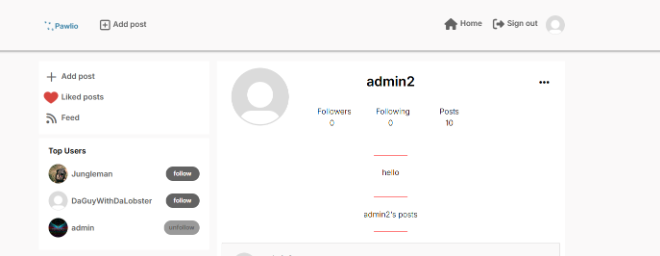 Pawlio
Add post
Home
Sign out
Add post
Liked posts
Feed
Top Users
Jungleman
follow
DaGuyWithDaLobster
follow
admin
unfollow
admin2
Followers
0
Following
0
Posts
10
hello
admin2's posts